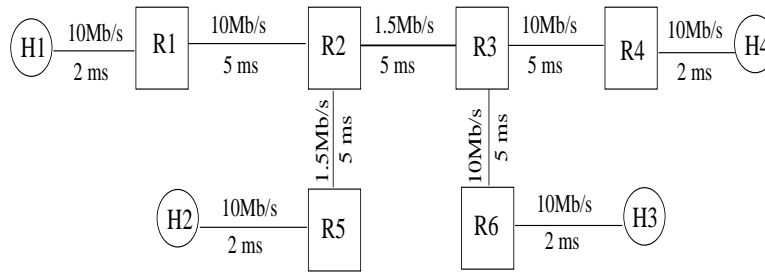 10Mb/s 10Mb/s 1.5Mb/s 10Mb/s 10Mb/s
H1 R1 R2 R3 R4 H4
2 ms 5 ms 5 ms 5 ms 2 ms
1.5Mb/s 10Mb/s
5 ms 5 ms
10Mb/s 10Mb/s
H2 R5 R6 H3
2 ms 2 ms